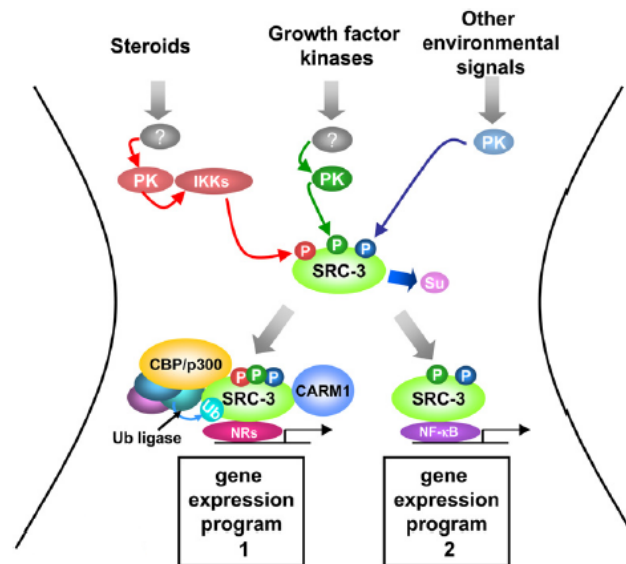 Steroids
Growth factor
kinases
Other
environmental
signals
?
?
PK
PK
IKKs
PK
P
P
P
SRC-3
Su
CBP/p300
P
P
P
SRC-3
CARM1
Ub
Ub ligase
NRs
P
P
SRC-3
NF-κB
gene
expression
program
1
gene
expression
program
2